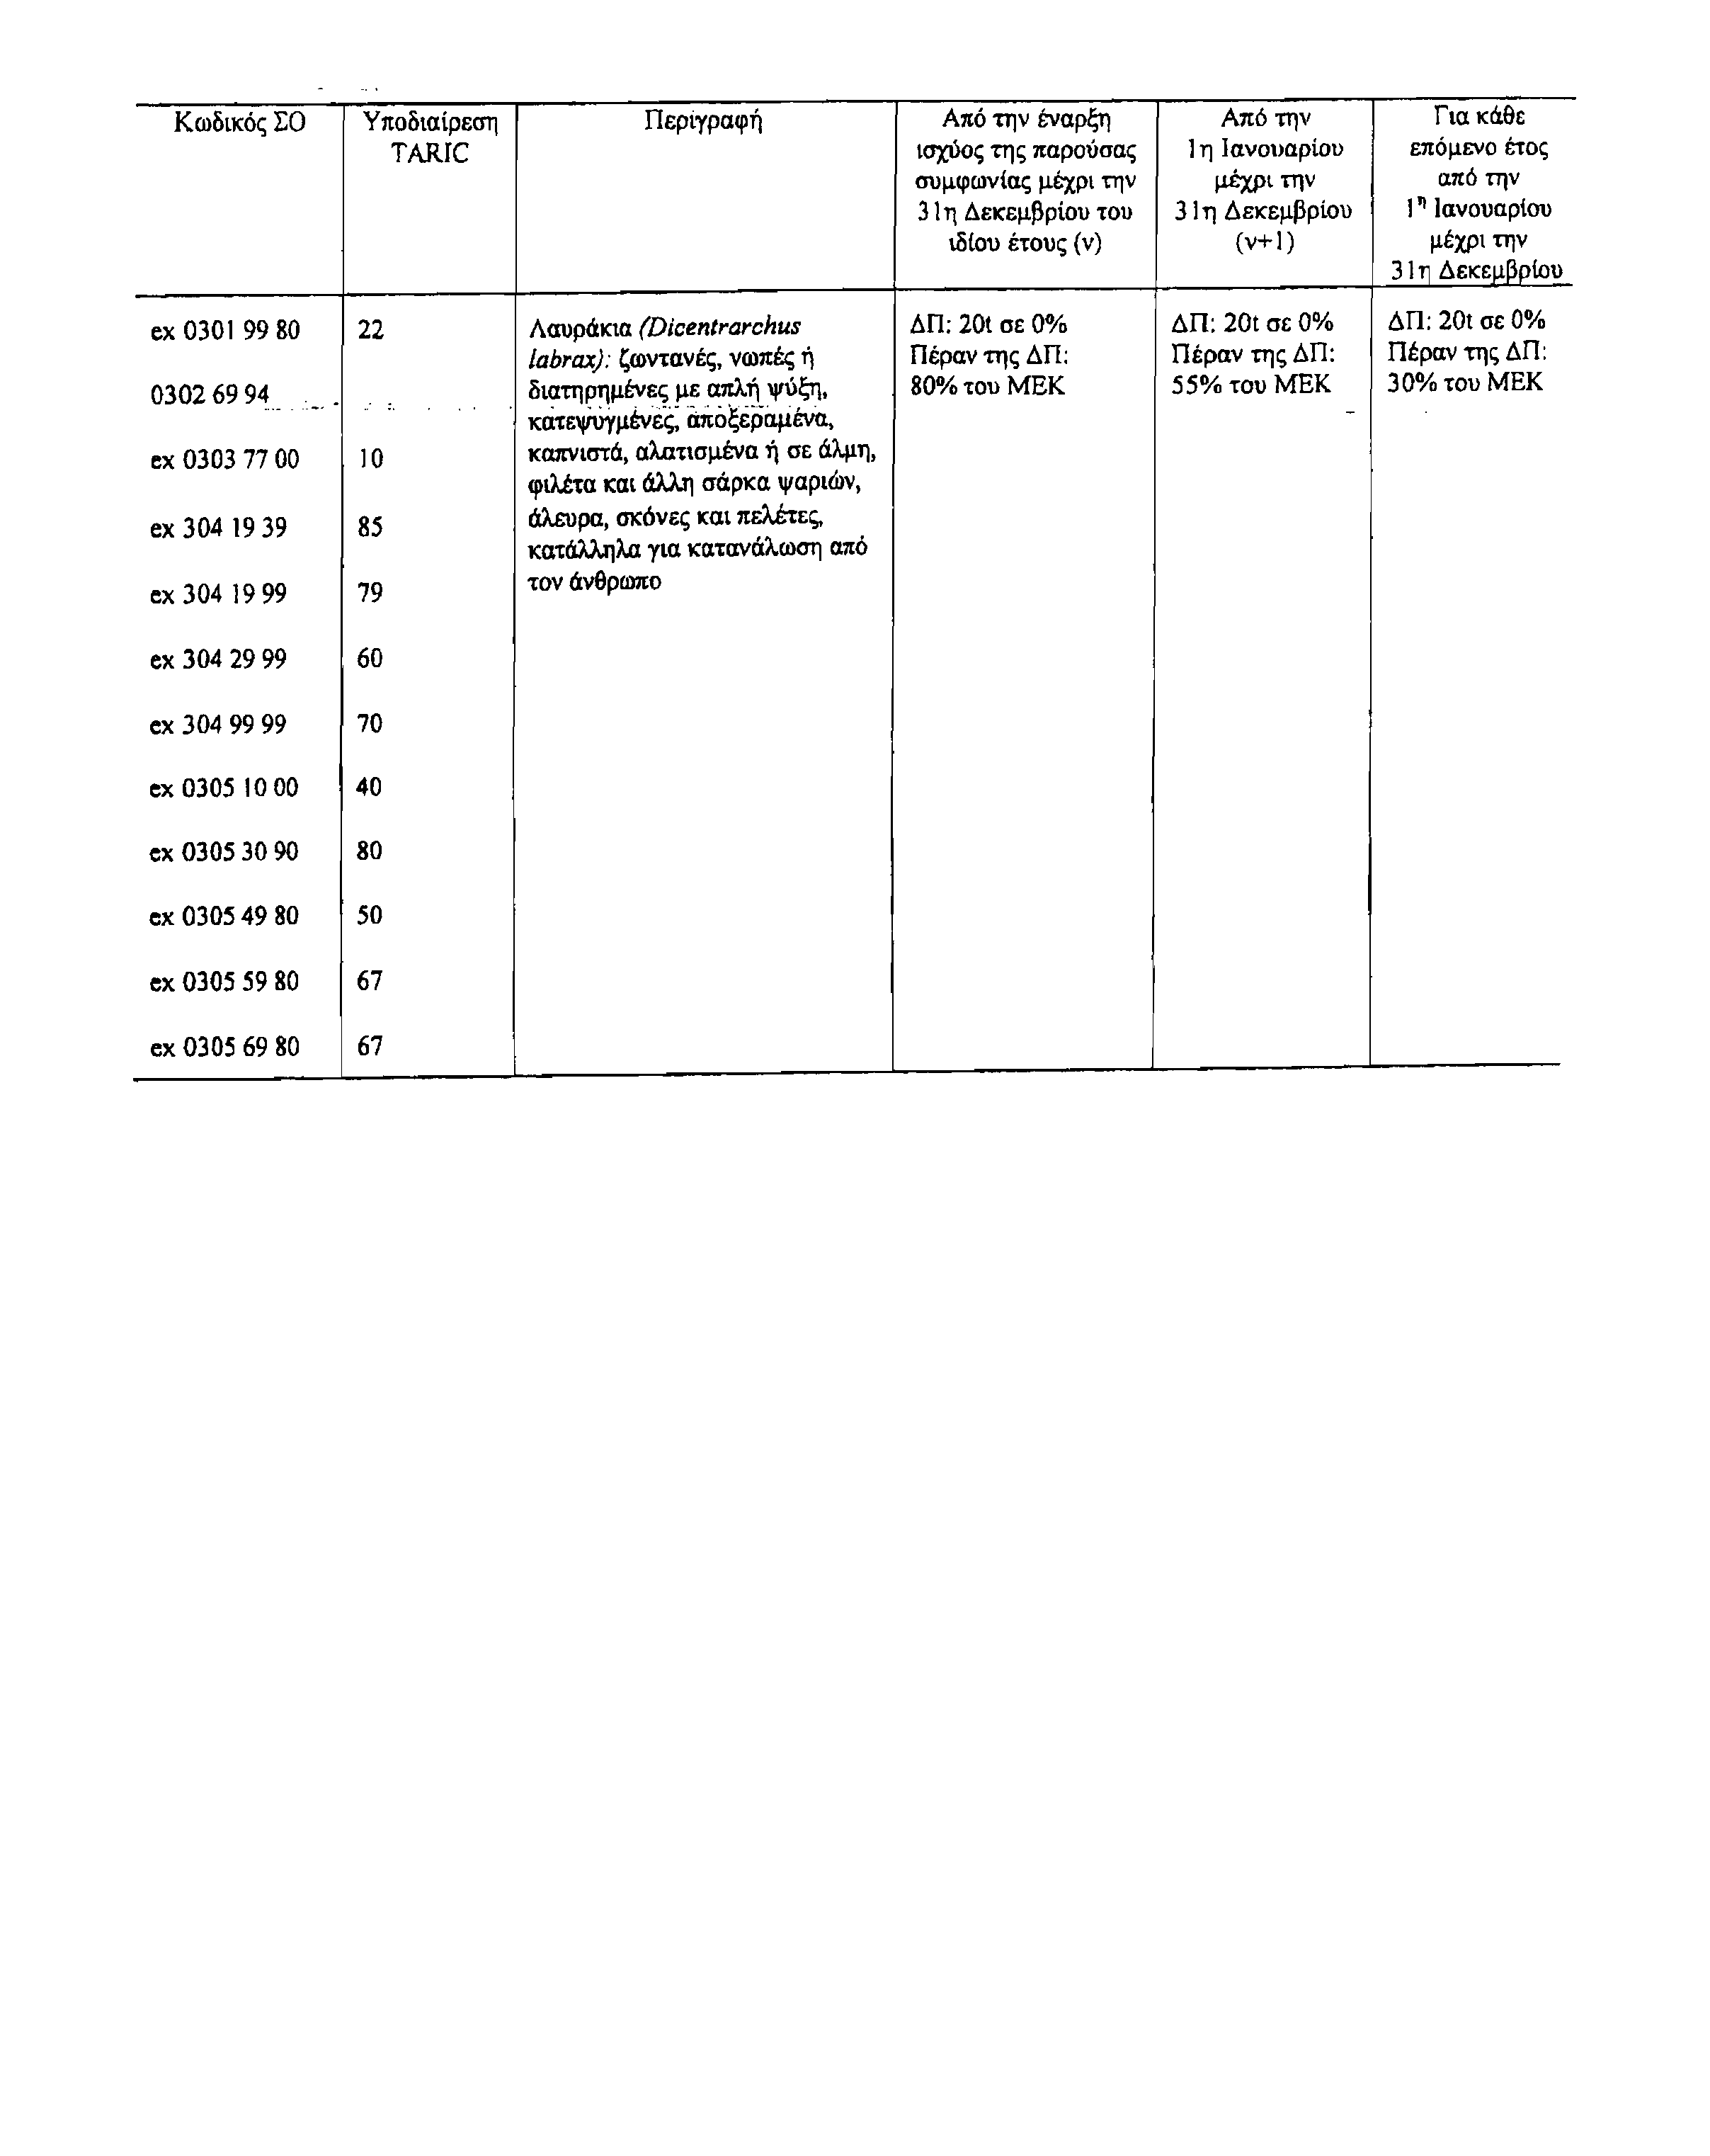 Κωδικός ΣΟ
Υποδιαίρεση
TARIC
Περιγραφή
Από την έναρξη
ισχύος της παρούσας
συμφωνίας μέχρι την
31η Δεκεμβρίου του
ιδίου έτους (ν)
Από την
1η Ιανουαρίου
μέχρι την
31η Δεκεμβρίου
(ν+1)
Για κάθε
επόμενο έτος
από την
1η Ιανουαρίου
μέχρι την
31η Δεκεμβρίου
ex 0301 99 80
0302 69 94
ex 0303 77 00
ex 304 19 39
ex 304 19 99
ex 304 29 99
ex 304 99 99
ex 0305 10 00
ex 0305 30 90
ex 0305 49 80
ex 0305 59 80
ex 0305 69 80
22
10
85
79
60
70
40
80
50
67
67
Λαυράκια (Dicentrarchus
labrax): ζωντανές, νωπές ή
διατηρημένες με απλή ψύξη,
κατεψυγμένες, αποξεραμένα,
καπνιστά, αλατισμένα ή σε άλμη,
φιλέτα και άλλη σάρκα ψαριών,
άλευρα, σκόνες και πελέτες,
κατάλληλα για κατανάλωση από
τον άνθρωπο
ΔΠ: 20t σε 0%
Πέραν της ΔΠ:
80% του ΜΕΚ
ΔΠ: 20t σε 0%
Πέραν της ΔΠ:
55% του ΜΕΚ
ΔΠ: 20t σε 0%
Πέραν της ΔΠ:
30% του ΜΕΚ